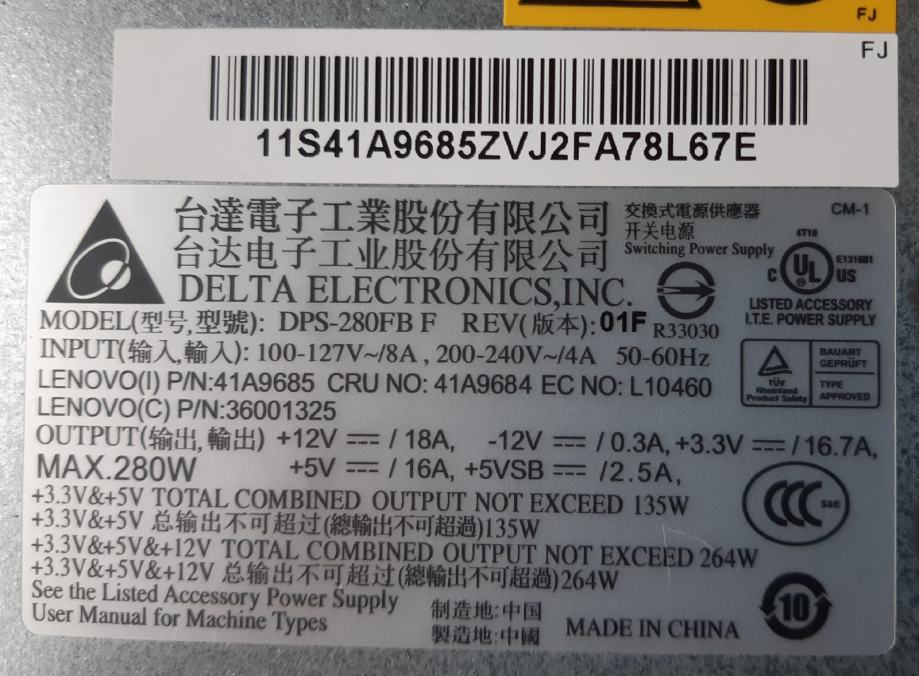 FJ
FJ
11S41A9685ZVJ2FA78L67E
台達電子工業股份有限公司
台达电子工业股份有限公司
DELTA ELECTRONICS,INC.
交換式電源供應器
开关电源
Switching Power Supply
CM-1
4T18
E131881
C UL US
LISTED ACCESSORY
I.T.E. POWER SUPPLY
R33030
MODEL(型号,型號): DPS-280FB F REV(版本):01F
INPUT(输入,輸入): 100-127V~/8A , 200-240V~/4A 50-60Hz
TÜV
Rheinland
Product Safety
BAUART
GEPRÜFT
TYPE
APPROVED
LENOVO(I) P/N:41A9685 CRU NO: 41A9684 EC NO: L10460
LENOVO(C) P/N:36001325
OUTPUT(输出, 輸出) +12V ⎓ / 18A, -12V ⎓ / 0.3A, +3.3V ⎓ / 16.7A,
MAX.280W +5V ⎓ / 16A, +5VSB ⎓ / 2.5A,
+3.3V&+5V TOTAL COMBINED OUTPUT NOT EXCEED 135W
+3.3V&+5V 总输出不可超过(總輸出不可超過)135W
+3.3V&+5V&+12V TOTAL COMBINED OUTPUT NOT EXCEED 264W
+3.3V&+5V&+12V 总输出不可超过(總輸出不可超過)264W
CCC S&E
See the Listed Accessory Power Supply
User Manual for Machine Types
制造地:中国
製造地:中國
MADE IN CHINA
10